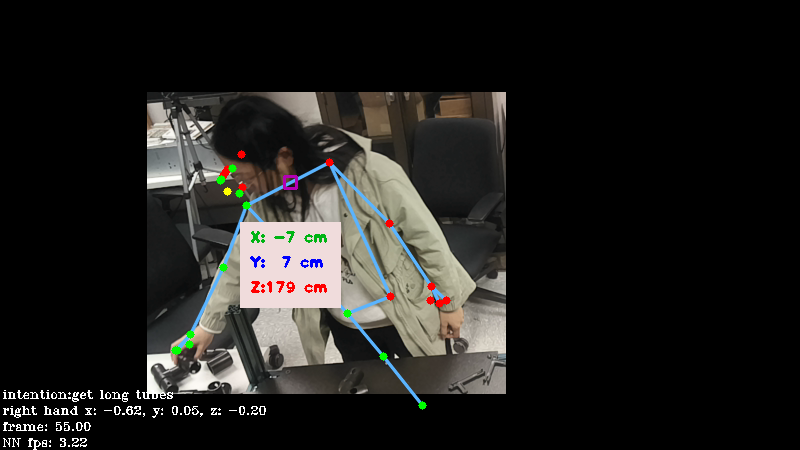 X: -7 cm
Y: 7 cm
Z:179 cm
intention:get long tubes
right hand x: -0.62, y: 0.05, z: -0.20
frame: 55.00
NN fps: 3.22